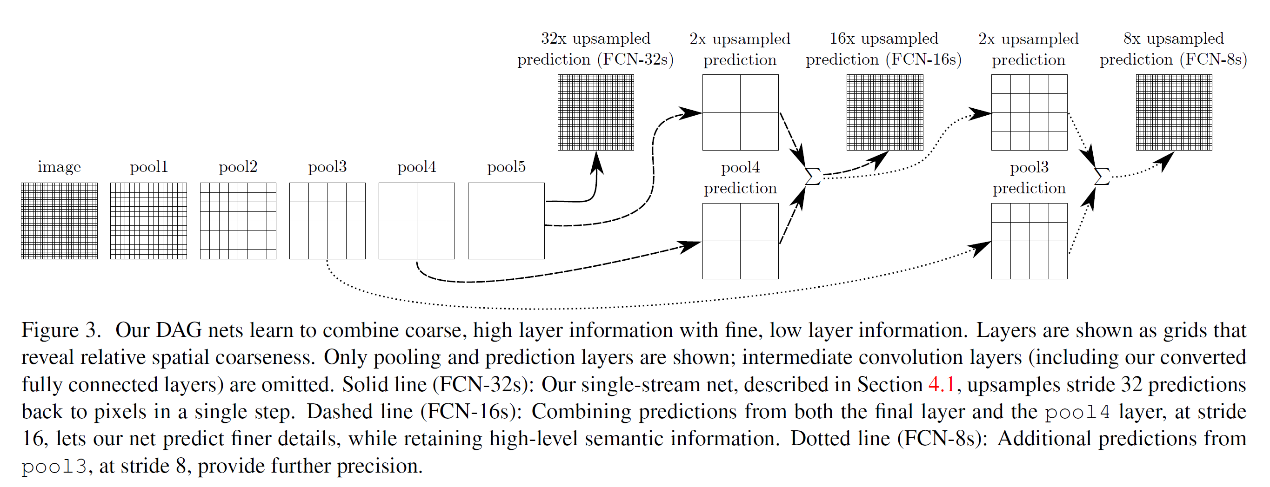 32x upsampled
prediction (FCN-32s)
2x upsampled
prediction
16x upsampled
prediction (FCN-16s)
2x upsampled
prediction
8x upsampled
prediction (FCN-8s)
image
pool1
pool2
pool3
pool4
pool5
pool4
prediction
∑
pool3
prediction
∑
Figure 3. Our DAG nets learn to combine coarse, high layer information with fine, low layer information. Layers are shown as grids that
reveal relative spatial coarseness. Only pooling and prediction layers are shown; intermediate convolution layers (including our converted
fully connected layers) are omitted. Solid line (FCN-32s): Our single-stream net, described in Section 4.1, upsamples stride 32 predictions
back to pixels in a single step. Dashed line (FCN-16s): Combining predictions from both the final layer and the pool4 layer, at stride
16, lets our net predict finer details, while retaining high-level semantic information. Dotted line (FCN-8s): Additional predictions from
pool3, at stride 8, provide further precision.